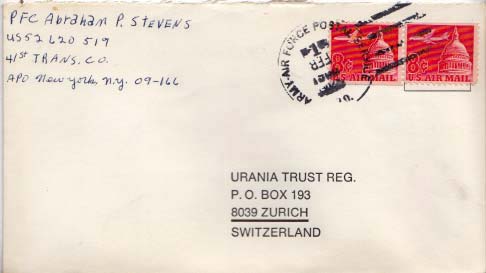 PFC Abraham P. STEVENS
US52 620 519
41ST TRANS. CO.
APO New York, N.Y. 09-166
ARMY-AIR FORCE POSTAL
8¢ U.S. AIR MAIL
8¢ U.S. AIR MAIL
URANIA TRUST REG.
P. O. BOX 193
8039 ZURICH
SWITZERLAND